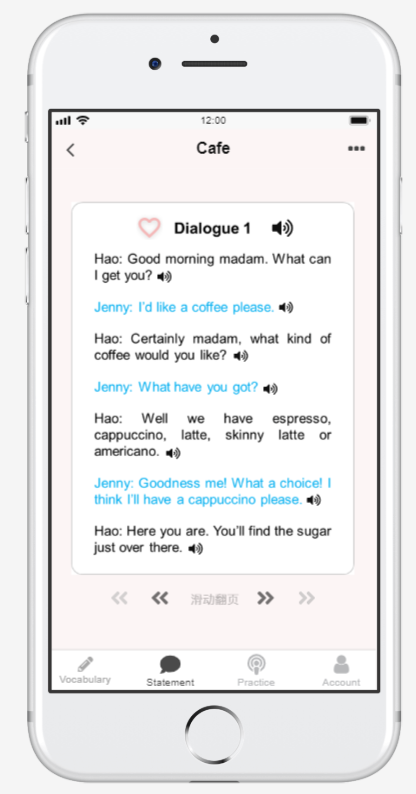 12:00
Cafe
Dialogue 1
Hao: Good morning madam. What can
I get you?
Jenny: I'd like a coffee please.
Hao: Certainly madam, what kind of
coffee would you like?
Jenny: What have you got?
Hao: Well we have espresso,
cappuccino, latte, skinny latte or
americano.
Jenny: Goodness me! What a choice! I
think I'll have a cappuccino please.
Hao: Here you are. You'll find the sugar
just over there.
滑动翻页
Vocabulary Statement Practice Account